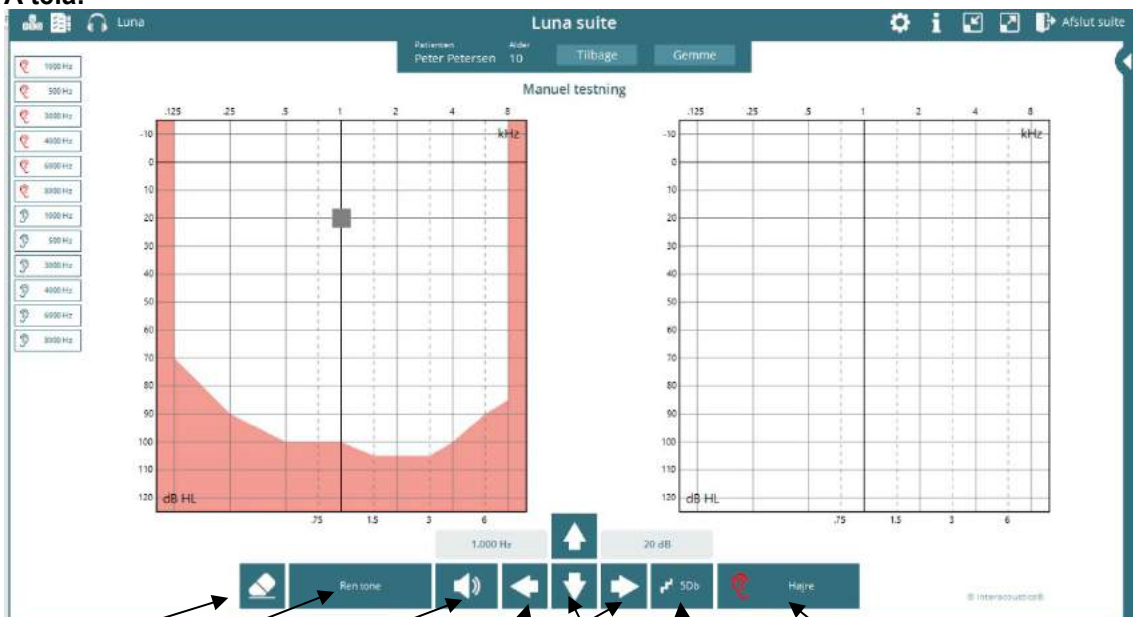 A tela:
Luna
Luna suite
Afslut suite
Patienten
Alder
Peter Petersen
10
Tilbage
Gemme
Manuel testning
1000 Hz
500 Hz
3000 Hz
4000 Hz
6000 Hz
8000 Hz
1000 Hz
500 Hz
3000 Hz
4000 Hz
6000 Hz
8000 Hz
.125 .25 .5 1 2 4 8
kHz
-10
0
10
20
30
40
50
60
70
80
90
100
110
120
dB HL
.75 1.5 3 6
.125 .25 .5 1 2 4 8
kHz
-10
0
10
20
30
40
50
60
70
80
90
100
110
120
dB HL
.75 1.5 3 6
1.000 Hz
20 dB
Ren tone
5Db
Højre
© Interacoustics®